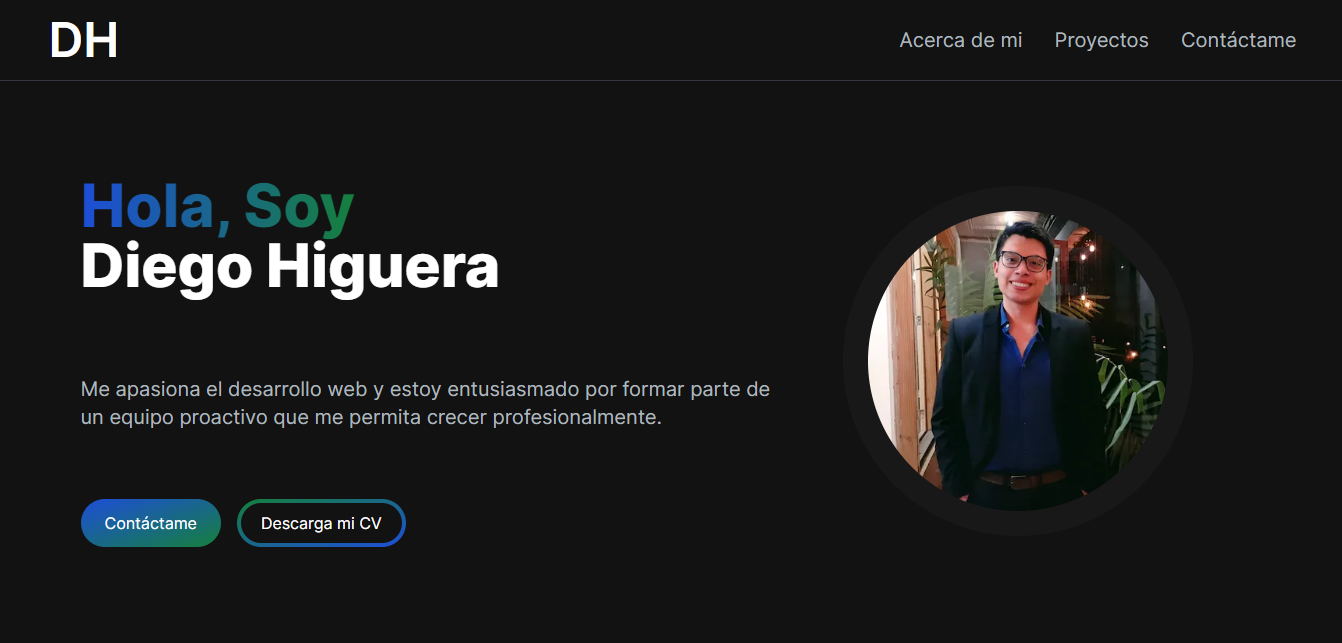 DH
Acerca de mi
Proyectos
Contáctame
Hola, Soy
Diego Higuera
Me apasiona el desarrollo web y estoy entusiasmado por formar parte de
un equipo proactivo que me permita crecer profesionalmente.
Contáctame
Descarga mi CV